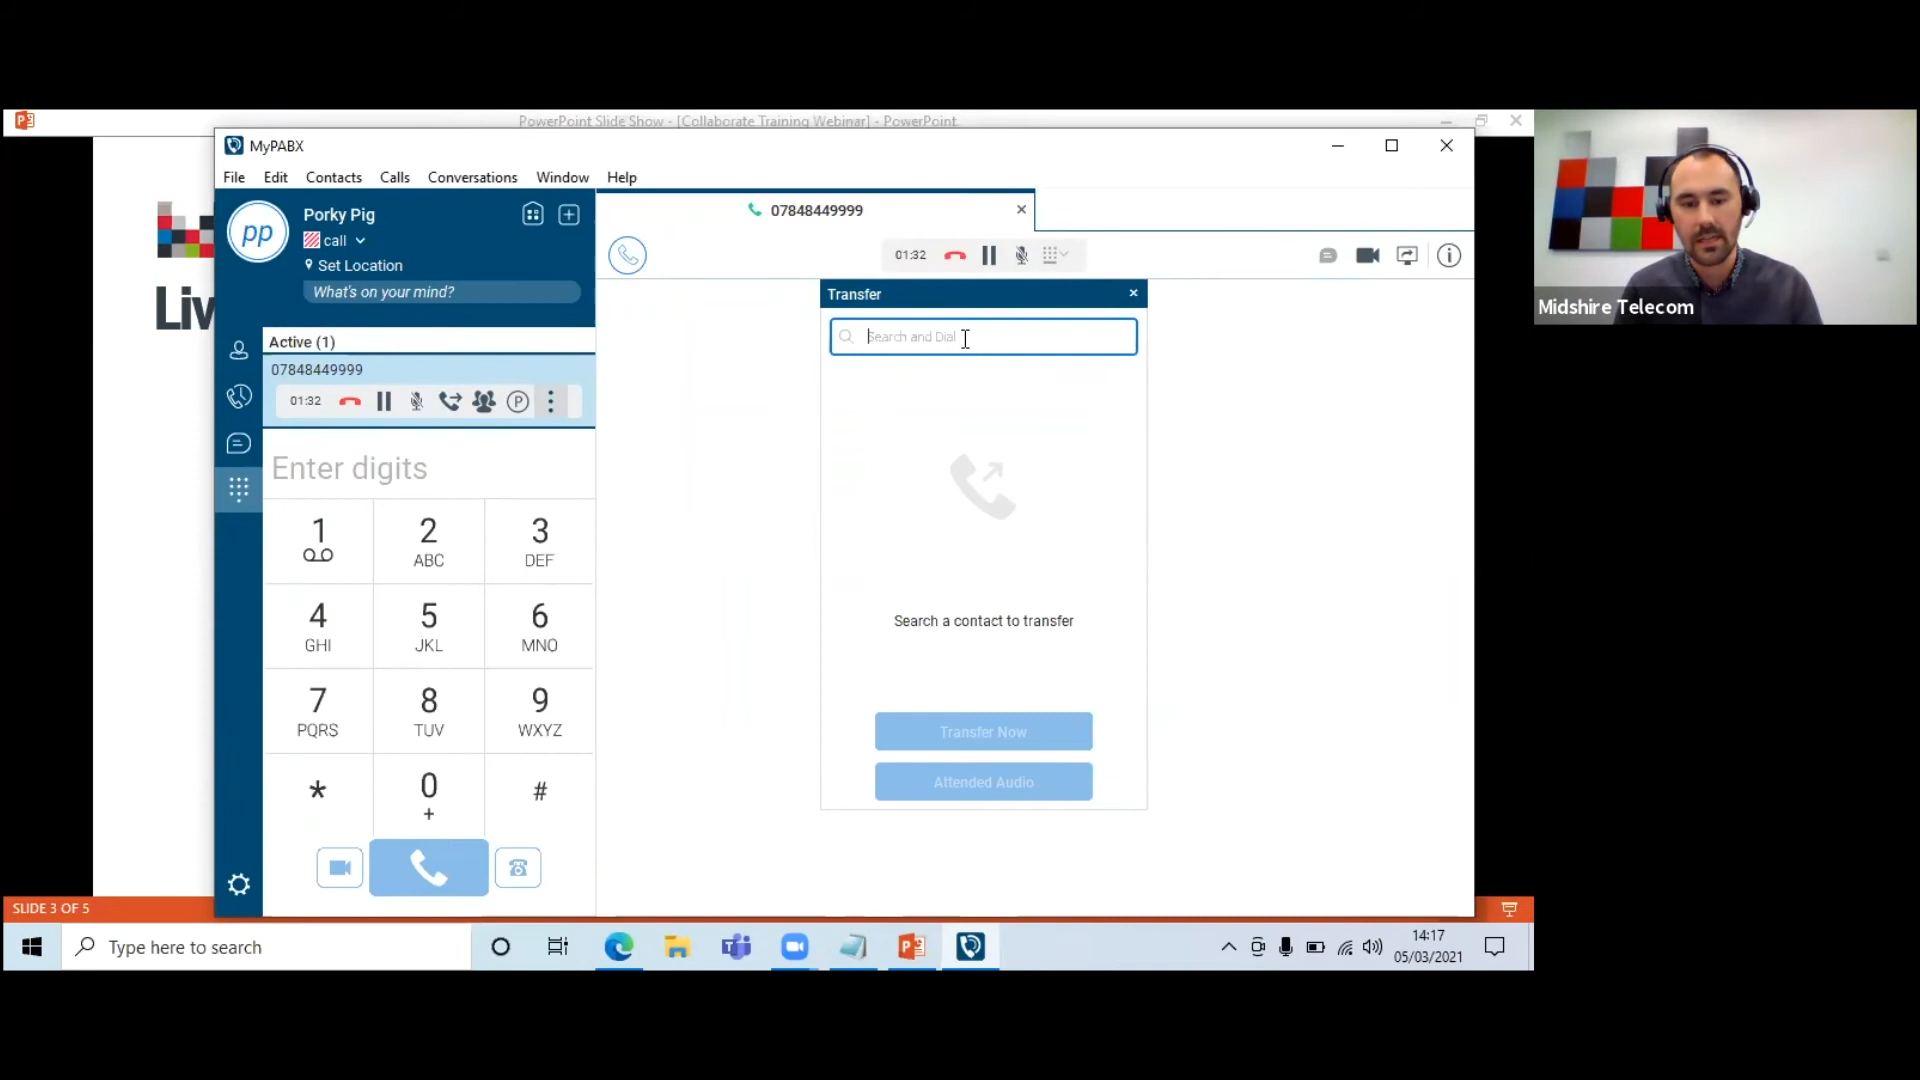 PowerPoint Slide Show - [Collaborate Training Webinar] - PowerPoint
MyPABX
File Edit Contacts Calls Conversations Window Help
pp
Porky Pig
call
Set Location
What's on your mind?
07848449999
01:32
Liv
Midshire Telecom
Transfer
Search and Dial
Active (1)
07848449999
01:32
P
Enter digits
1
2
ABC
3
DEF
4
GHI
5
JKL
6
MNO
7
PQRS
8
TUV
9
WXYZ
*
0
+
#
Search a contact to transfer
Transfer Now
Attended Audio
SLIDE 3 OF 5
Type here to search
14:17
05/03/2021